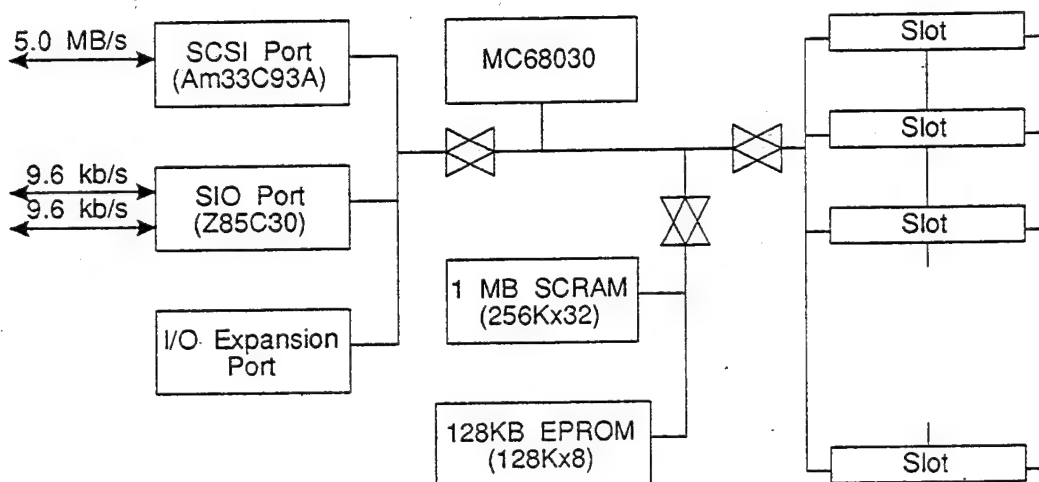 5.0 MB/s
SCSI Port
(Am33C93A)
MC68030
Slot
Slot
9.6 kb/s
9.6 kb/s
SIO Port
(Z85C30)
Slot
1 MB SCRAM
(256Kx32)
I/O Expansion
Port
128KB EPROM
(128Kx8)
Slot